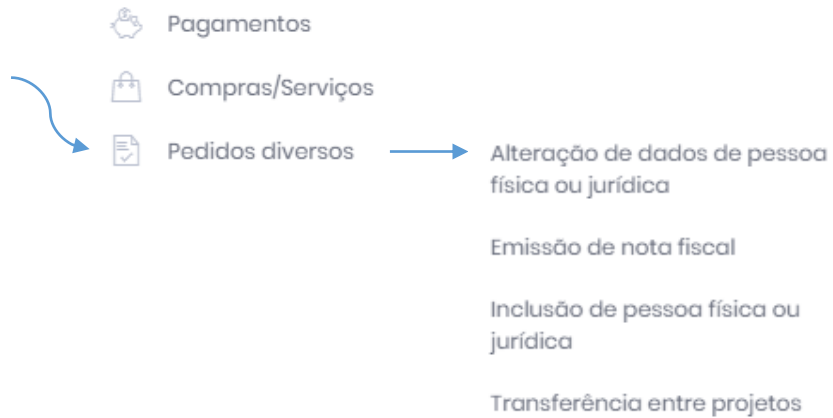 Pagamentos
Compras/Serviços
Pedidos diversos
Alteração de dados de pessoa
física ou jurídica
Emissão de nota fiscal
Inclusão de pessoa física ou
jurídica
Transferência entre projetos